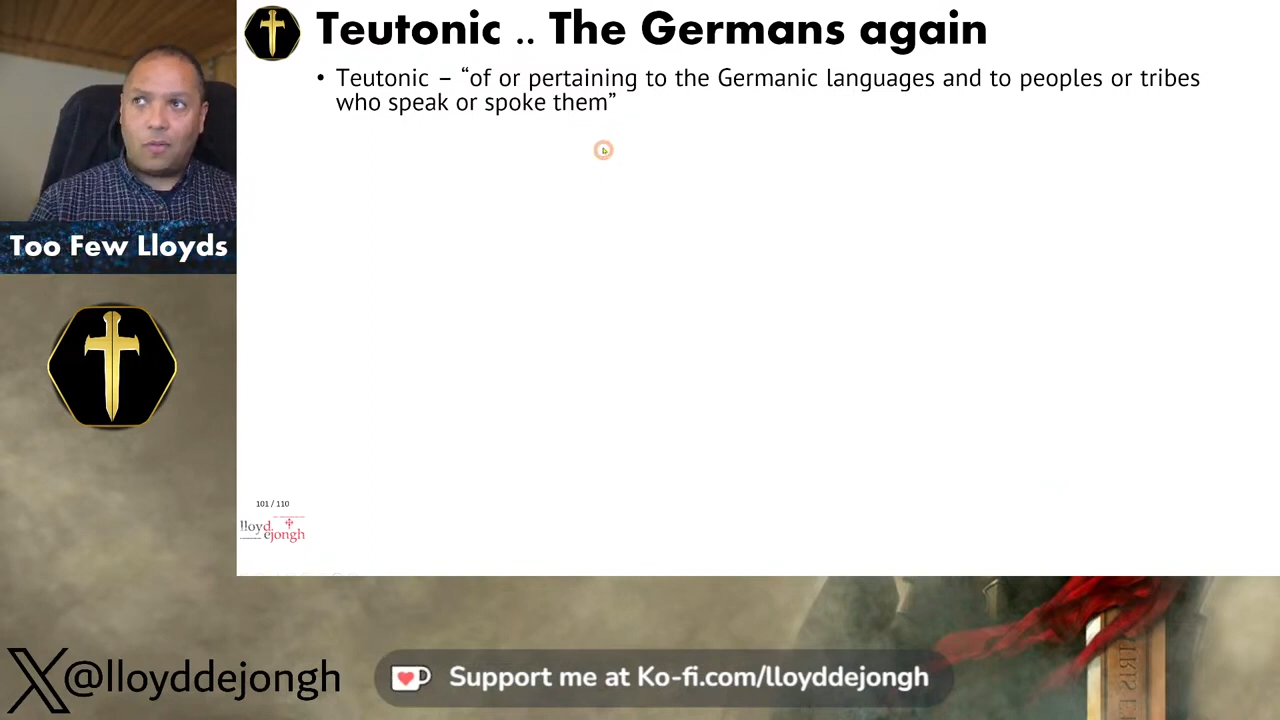 Teutonic .. The Germans again
• Teutonic – “of or pertaining to the Germanic languages and to peoples or tribes
who speak or spoke them”
Too Few Lloyds
101 / 110
lloyd
ejongh
X@lloyddejongh
Support me at Ko-fi.com/lloyddejongh